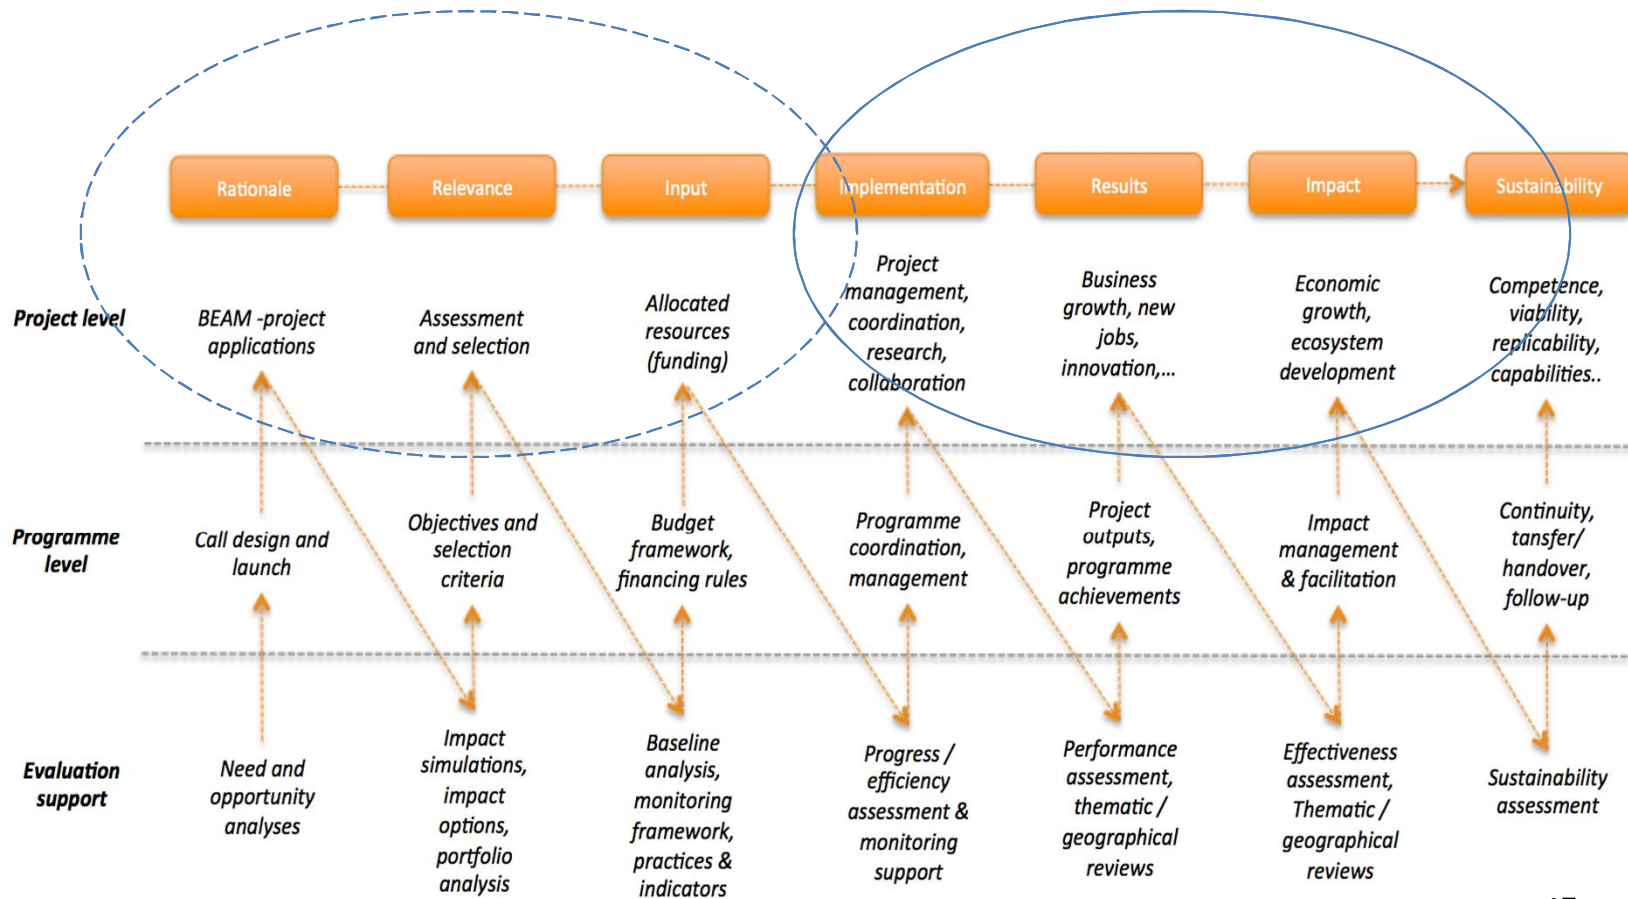 Rationale
Relevance
Input
Implementation
Results
Impact
Sustainability
Project level
BEAM -project
applications
Assessment
and selection
Allocated
resources
(funding)
Project
management,
coordination,
research,
collaboration
Business
growth, new
jobs,
innovation,...
Economic
growth,
ecosystem
development
Competence,
viability,
replicability,
capabilities..
Programme
level
Call design and
launch
Objectives and
selection
criteria
Budget
framework,
financing rules
Programme
coordination,
management
Project
outputs,
programme
achievements
Impact
management
& facilitation
Continuity,
tansfer/
handover,
follow-up
Evaluation
support
Need and
opportunity
analyses
Impact
simulations,
impact
options,
portfolio
analysis
Baseline
analysis,
monitoring
framework,
practices &
indicators
Progress /
efficiency
assessment &
monitoring
support
Performance
assessment,
thematic /
geographical
reviews
Effectiveness
assessment,
Thematic /
geographical
reviews
Sustainability
assessment